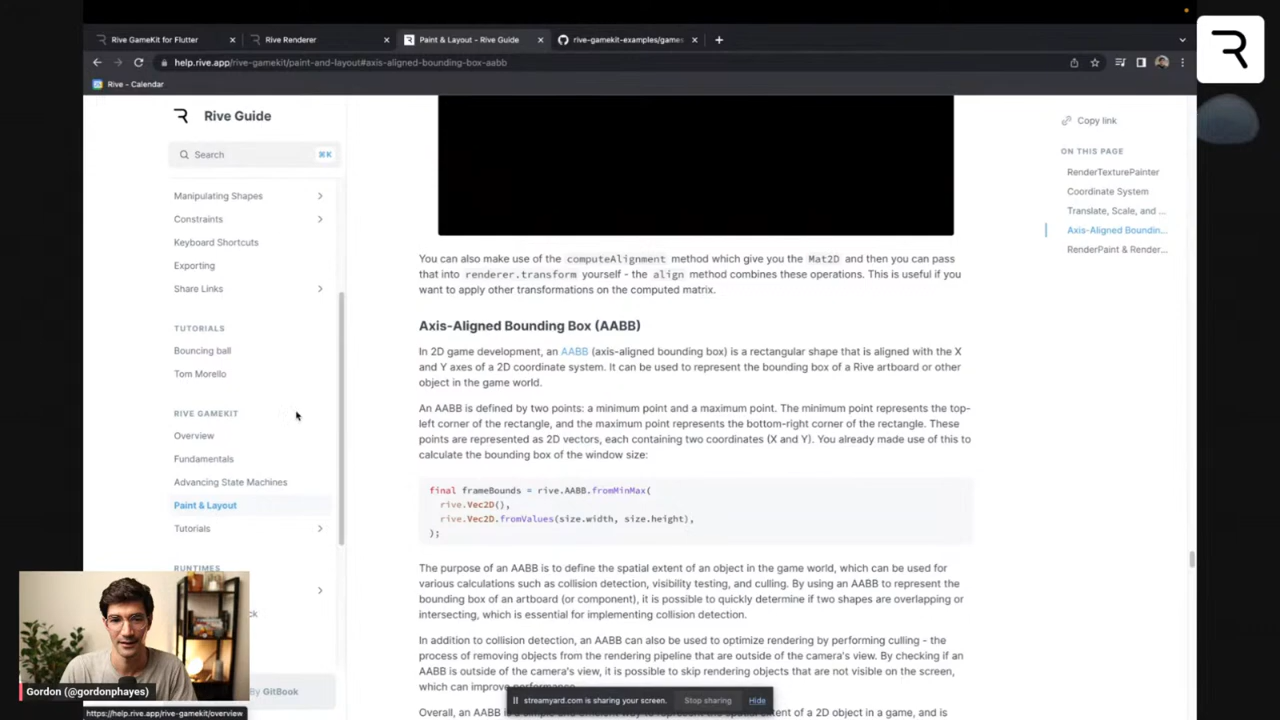 Rive GameKit for Flutter
Rive Renderer
Paint & Layout - Rive Guide
rive-gamekit-examples/games
help.rive.app/rive-gamekit/paint-and-layout#axis-aligned-bounding-box-aabb
Rive - Calendar
Rive Guide
Search
⌘K
Manipulating Shapes
Constraints
Keyboard Shortcuts
Exporting
Share Links
TUTORIALS
Bouncing ball
Tom Morello
RIVE GAMEKIT
Overview
Fundamentals
Advancing State Machines
Paint & Layout
Tutorials
RUNTIMES
By GitBook
You can also make use of the computeAlignment method which give you the Mat2D and then you can pass
that into renderer.transform yourself - the align method combines these operations. This is useful if you
want to apply other transformations on the computed matrix.
Axis-Aligned Bounding Box (AABB)
In 2D game development, an AABB (axis-aligned bounding box) is a rectangular shape that is aligned with the X
and Y axes of a 2D coordinate system. It can be used to represent the bounding box of a Rive artboard or other
object in the game world.
An AABB is defined by two points: a minimum point and a maximum point. The minimum point represents the top-
left corner of the rectangle, and the maximum point represents the bottom-right corner of the rectangle. These
points are represented as 2D vectors, each containing two coordinates (X and Y). You already made use of this to
calculate the bounding box of the window size:
final frameBounds = rive.AABB.fromMinMax(
rive.Vec2D(),
rive.Vec2D.fromValues(size.width, size.height),
);
The purpose of an AABB is to define the spatial extent of an object in the game world, which can be used for
various calculations such as collision detection, visibility testing, and culling. By using an AABB to represent the
bounding box of an artboard (or component), it is possible to quickly determine if two shapes are overlapping or
intersecting, which is essential for implementing collision detection.
In addition to collision detection, an AABB can also be used to optimize rendering by performing culling - the
process of removing objects from the rendering pipeline that are outside of the camera's view. By checking if an
AABB is outside of the camera's view, it is possible to skip rendering objects that are not visible on the screen,
which can improve performance.
Overall, an AABB is a simple and efficient way to represent the spatial extent of a 2D object in a game, and is
Copy link
ON THIS PAGE
RenderTexturePainter
Coordinate System
Translate, Scale, and ...
Axis-Aligned Boundin...
RenderPaint & Render...
streamyard.com is sharing your screen.
Stop sharing
Hide
Gordon (@gordonphayes)
https://help.rive.app/rive-gamekit/overview